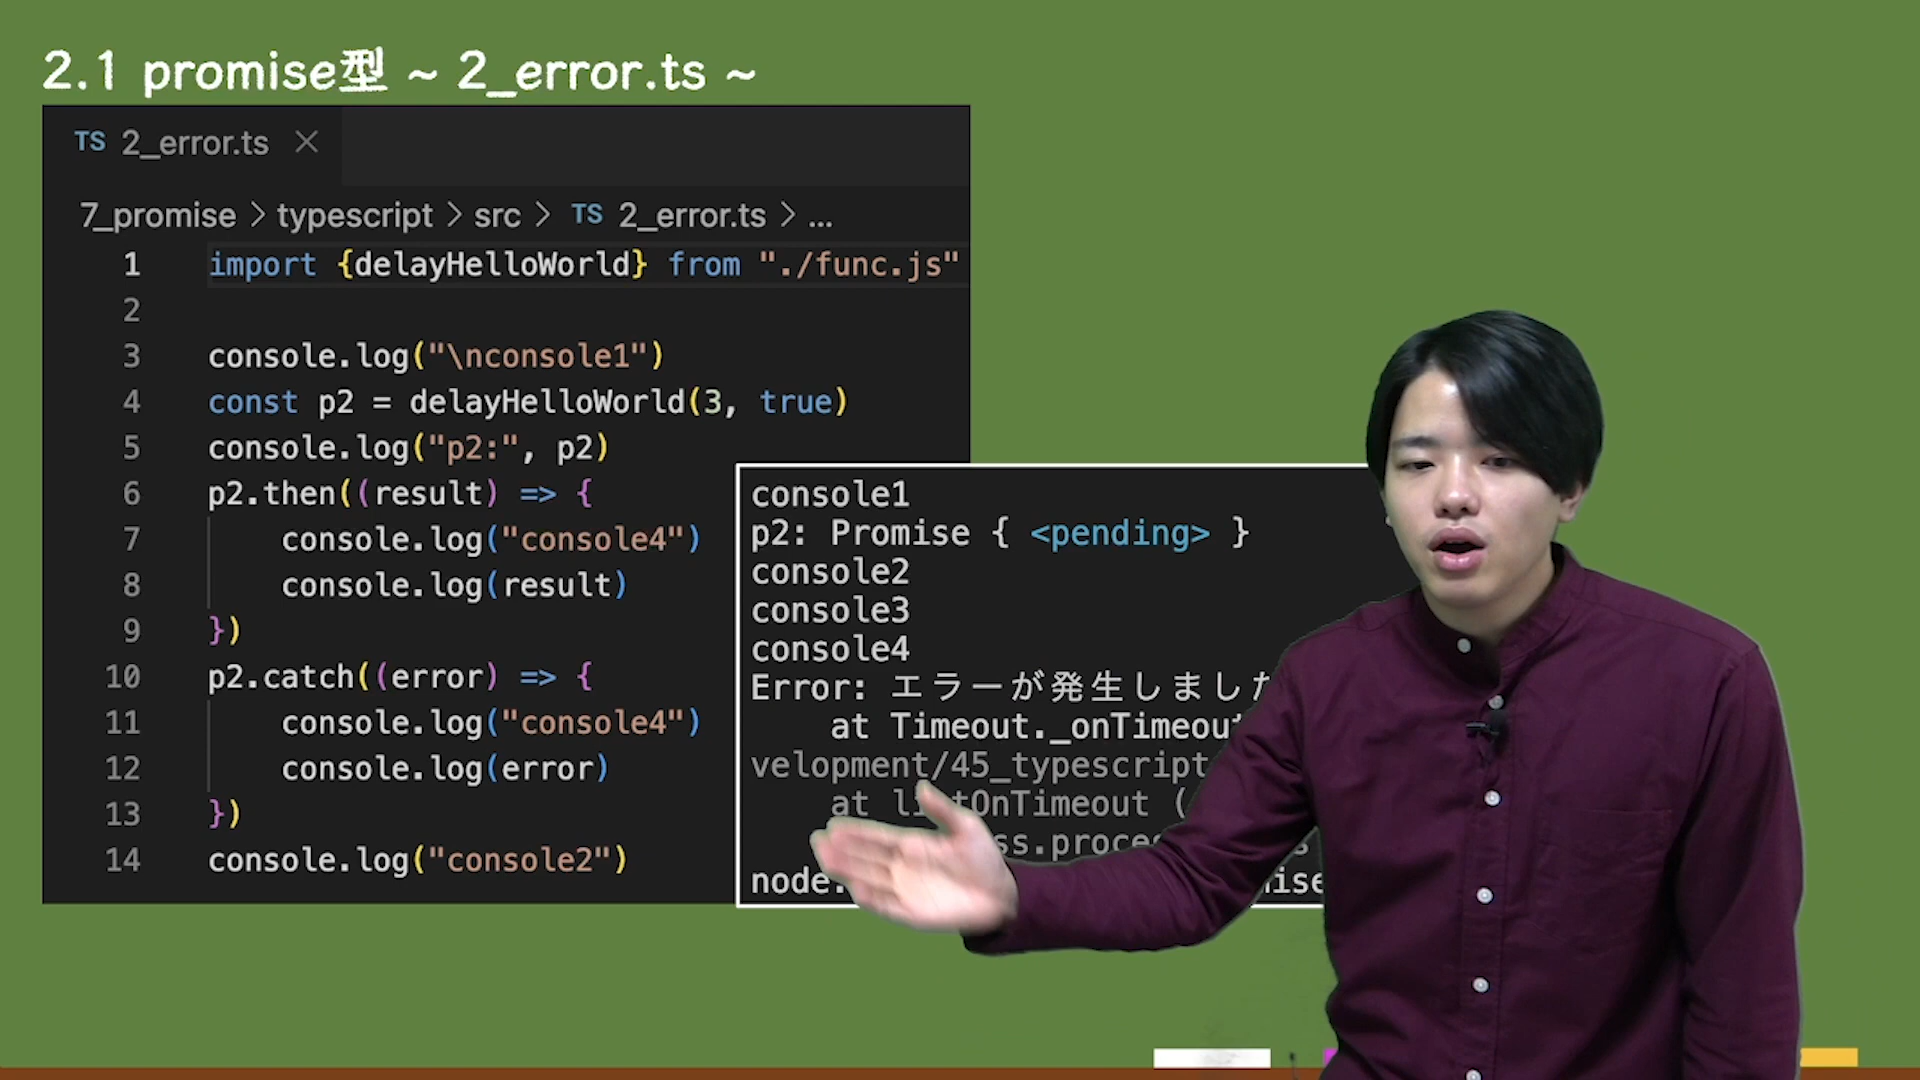 2.1 promise型 ~ 2_error.ts ~
TS 2_error.ts ×
7_promise > typescript > src > TS 2_error.ts > ...
1 import {delayHelloWorld} from "./func.js"
2
3 console.log("\nconsole1")
4 const p2 = delayHelloWorld(3, true)
5 console.log("p2:", p2)
6 p2.then((result) => {
7 console.log("console4")
8 console.log(result)
9 })
10 p2.catch((error) => {
11 console.log("console4")
12 console.log(error)
13 })
14 console.log("console2")
console1
p2: Promise { <pending> }
console2
console3
console4
Error: エラーが発生しました
at Timeout._onTimeout
velopment/45_typescript
at listOnTimeout (
node: